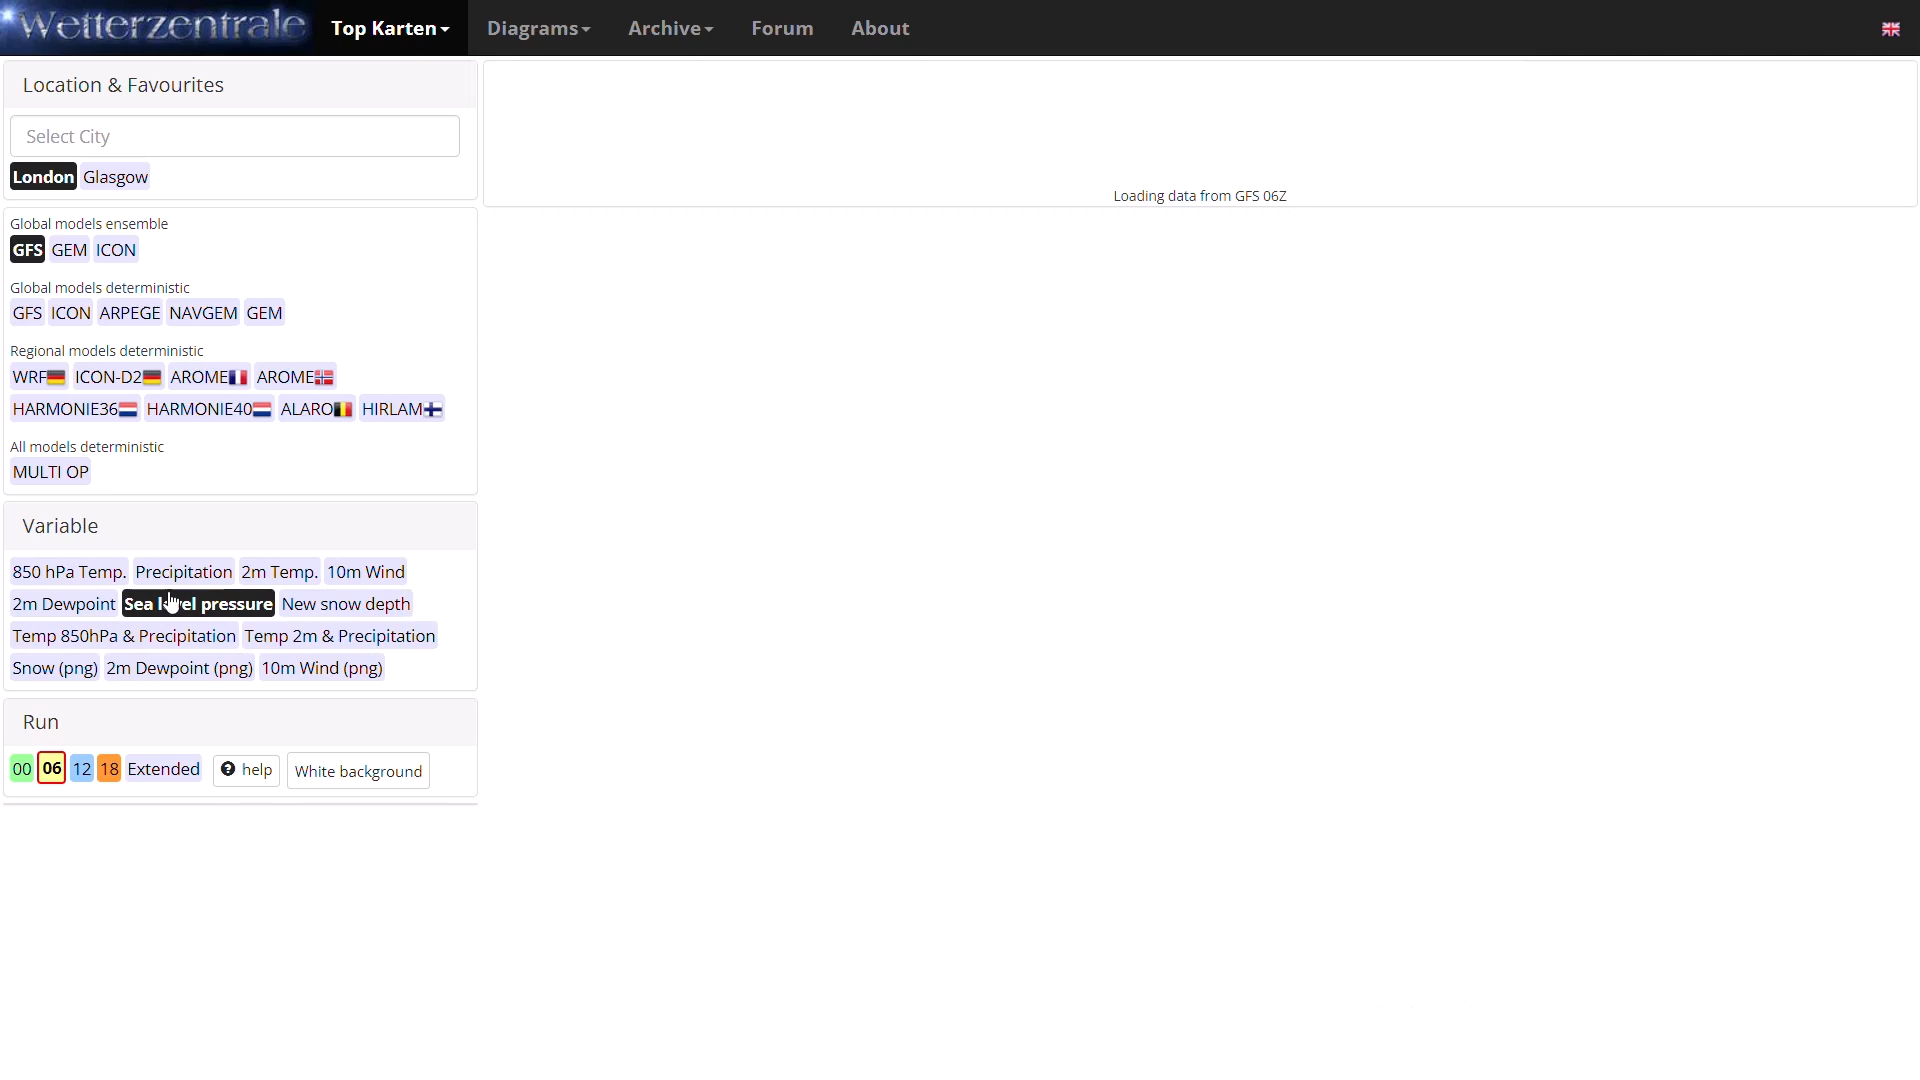 Wetterzentrale Top Karten Diagrams Archive Forum About
Location & Favourites
Select City
London Glasgow
Loading data from GFS 06Z
Global models ensemble
GFS GEM ICON
Global models deterministic
GFS ICON ARPEGE NAVGEM GEM
Regional models deterministic
WRF ICON-D2 AROME AROME
HARMONIE36 HARMONIE40 ALARO HIRLAM
All models deterministic
MULTI OP
Variable
850 hPa Temp. Precipitation 2m Temp. 10m Wind
2m Dewpoint Sea level pressure New snow depth
Temp 850hPa & Precipitation Temp 2m & Precipitation
Snow (png) 2m Dewpoint (png) 10m Wind (png)
Run
00 06 12 18 Extended help White background